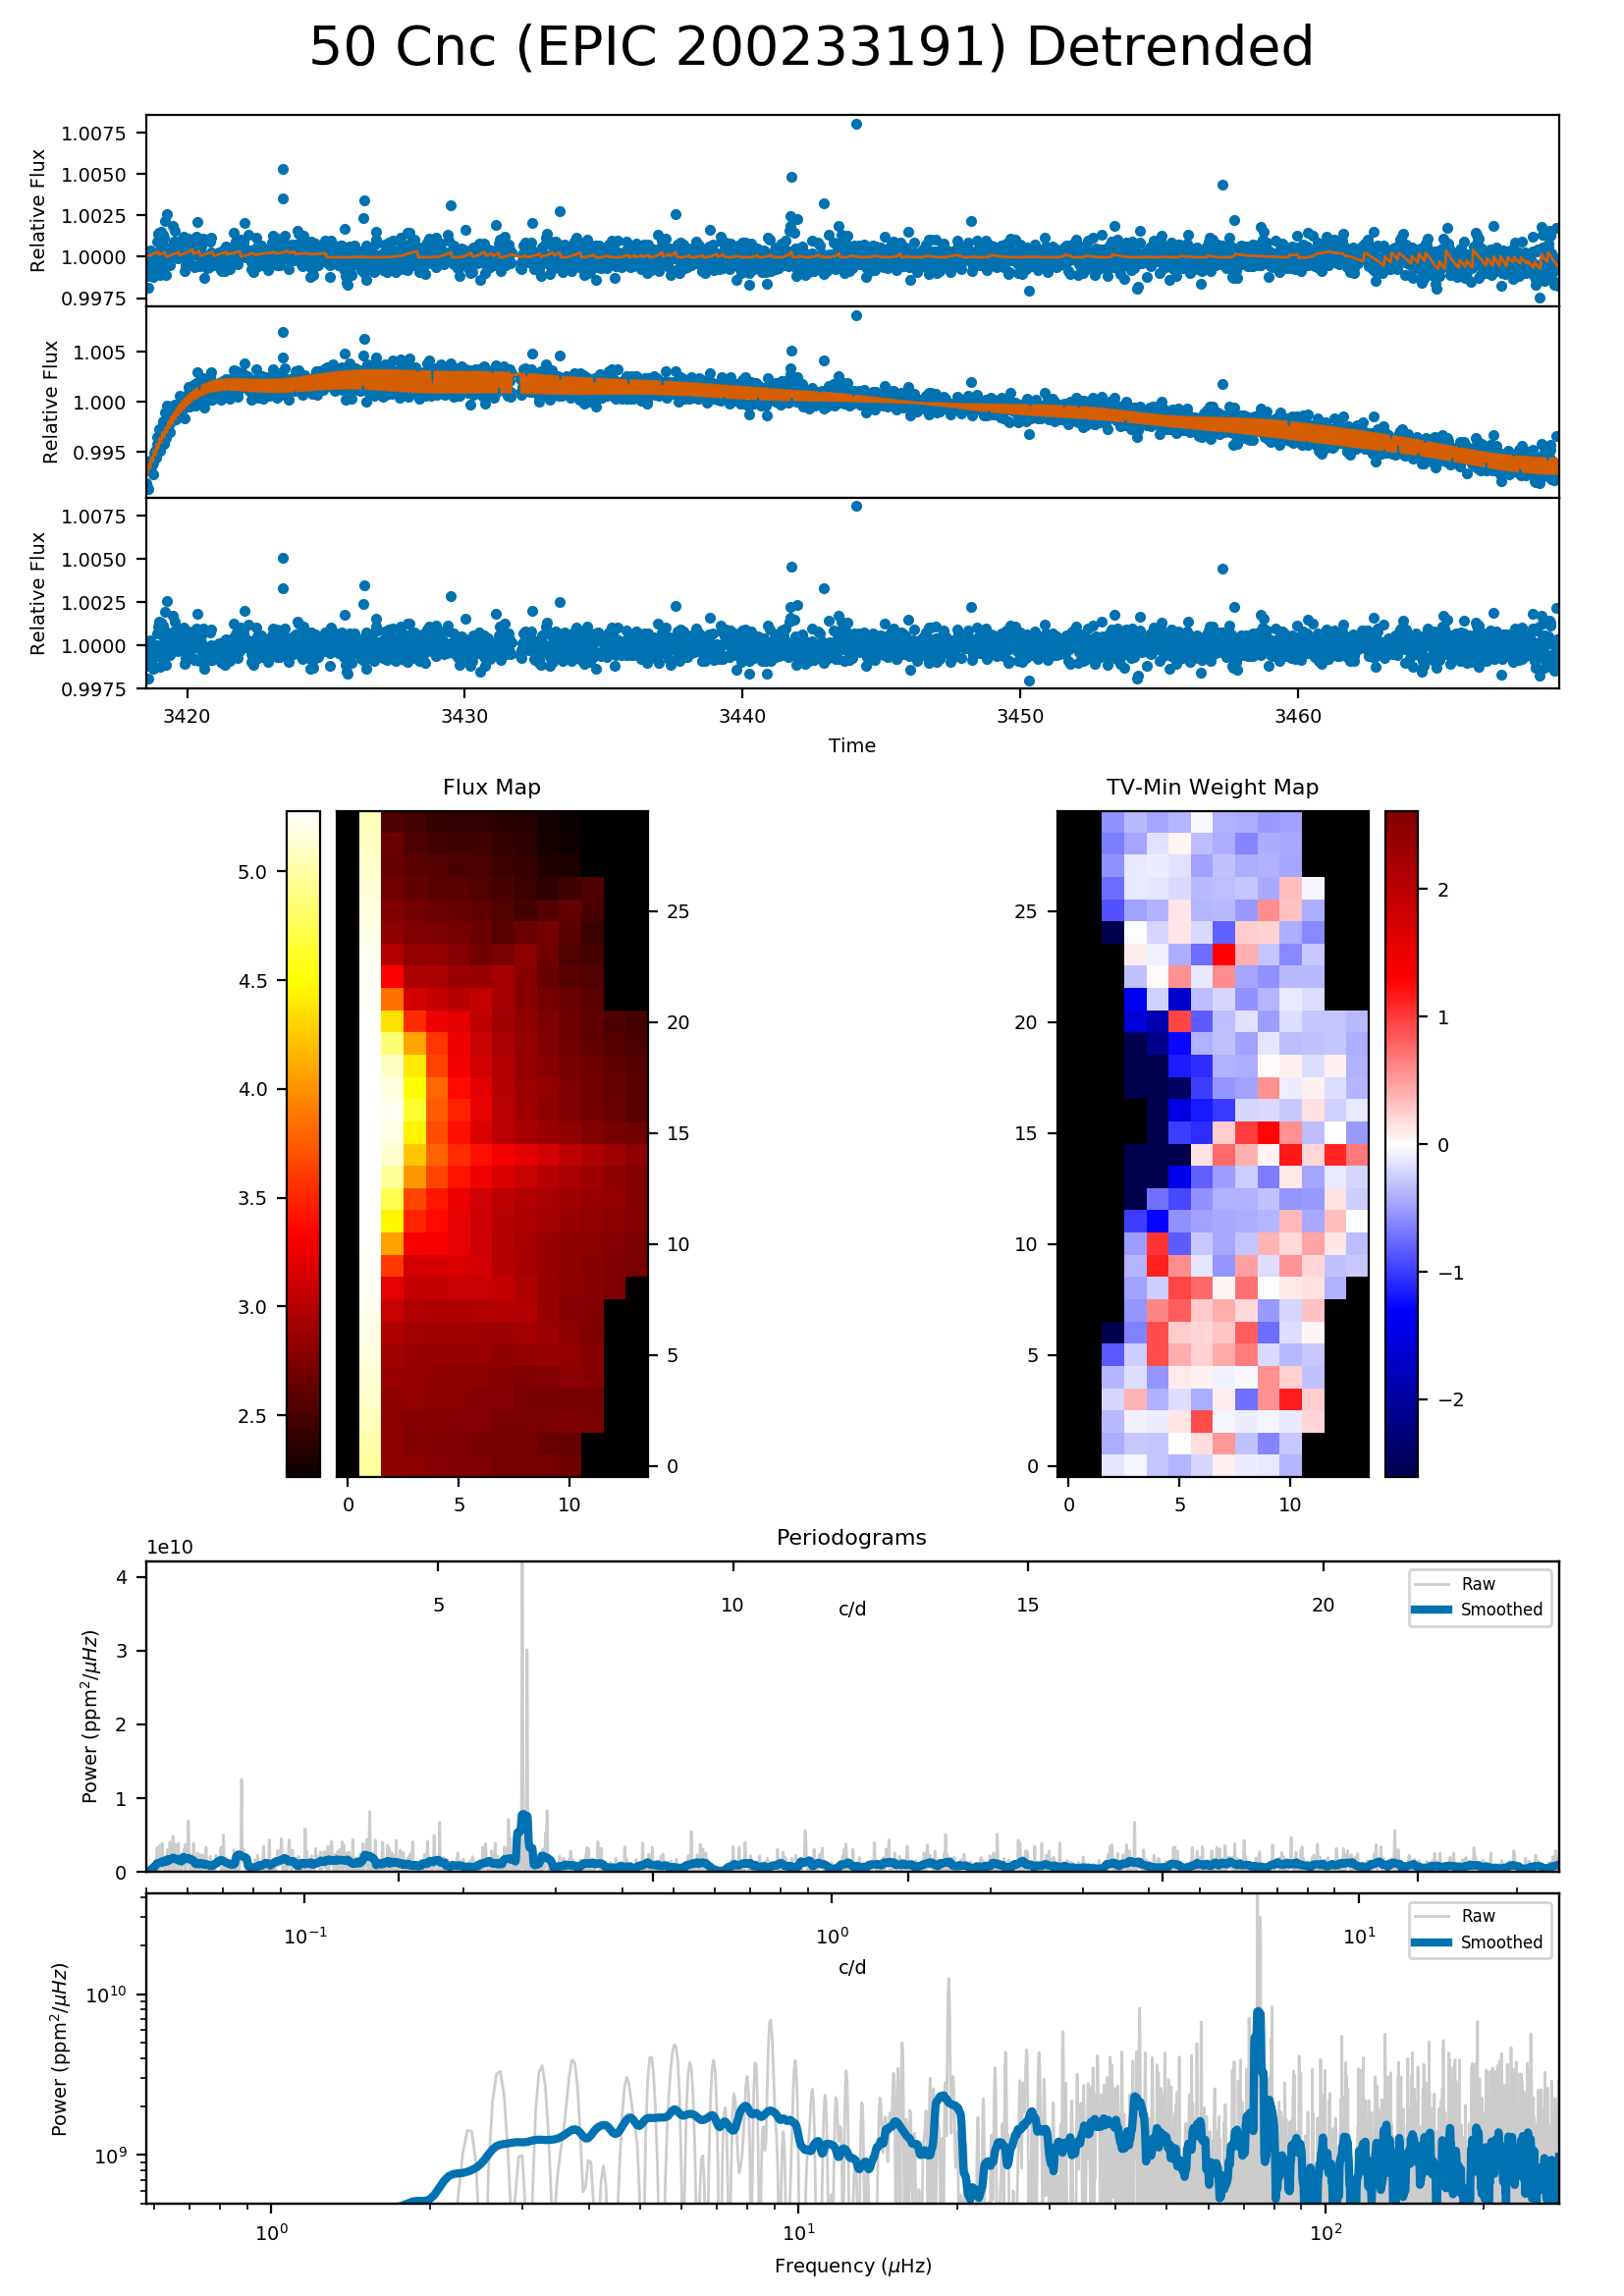 50 Cnc (EPIC 200233191) Detrended
1.0075
1.0050
1.0025
1.0000
0.9975
Relative Flux
1.005
1.000
0.995
Relative Flux
1.0075
1.0050
1.0025
1.0000
0.9975
Relative Flux
3420 3430 3440 3450 3460
Time
Flux Map
5.0
4.5
4.0
3.5
3.0
2.5
25
20
15
10
5
0
0 5 10
TV-Min Weight Map
25
20
15
10
5
0
0 5 10
2
1
0
−1
−2
Periodograms
1e10
4
3
2
1
0
Power (ppm²/μHz)
5 10 15 20
c/d
Raw
Smoothed
10⁻¹ 10⁰ 10¹
c/d
Raw
Smoothed
10¹⁰
10⁹
Power (ppm²/μHz)
10⁰ 10¹ 10²
Frequency (μHz)